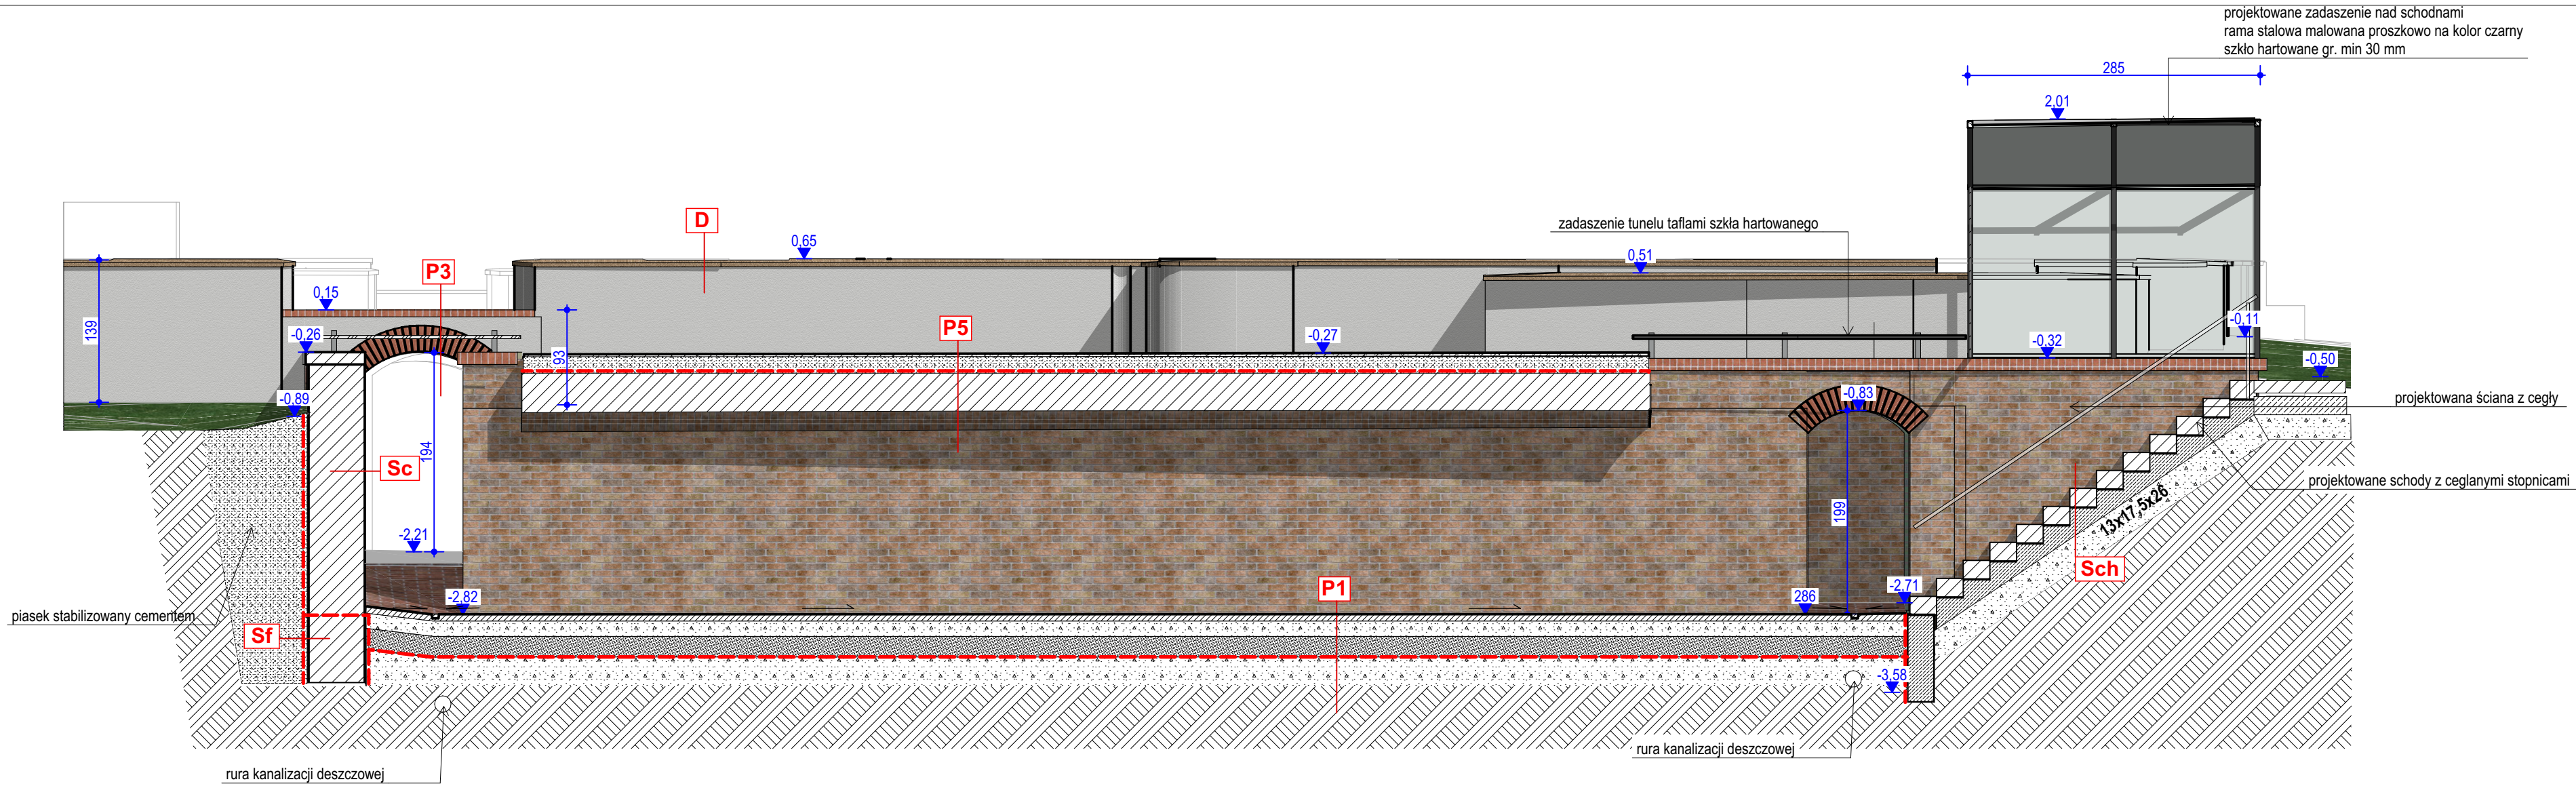 projektowane zadaszenie nad schodnami
rama stalowa malowana proszkowo na kolor czarny
szkło hartowane gr. min 30 mm
285
2,01
D
zadaszenie tunelu taflami szkła hartowanego
0,65
0,51
P3
0,15
139
-0,26
93
P5
-0,27
-0,11
-0,32
-0,50
-0,89
-0,83
projektowana ściana z cegły
194
Sc
projektowane schody z ceglanymi stopnicami
13x17,5x26
199
-2,21
Sch
-2,82
P1
286
-2,71
piasek stabilizowany cementem
Sf
-3,58
rura kanalizacji deszczowej
rura kanalizacji deszczowej